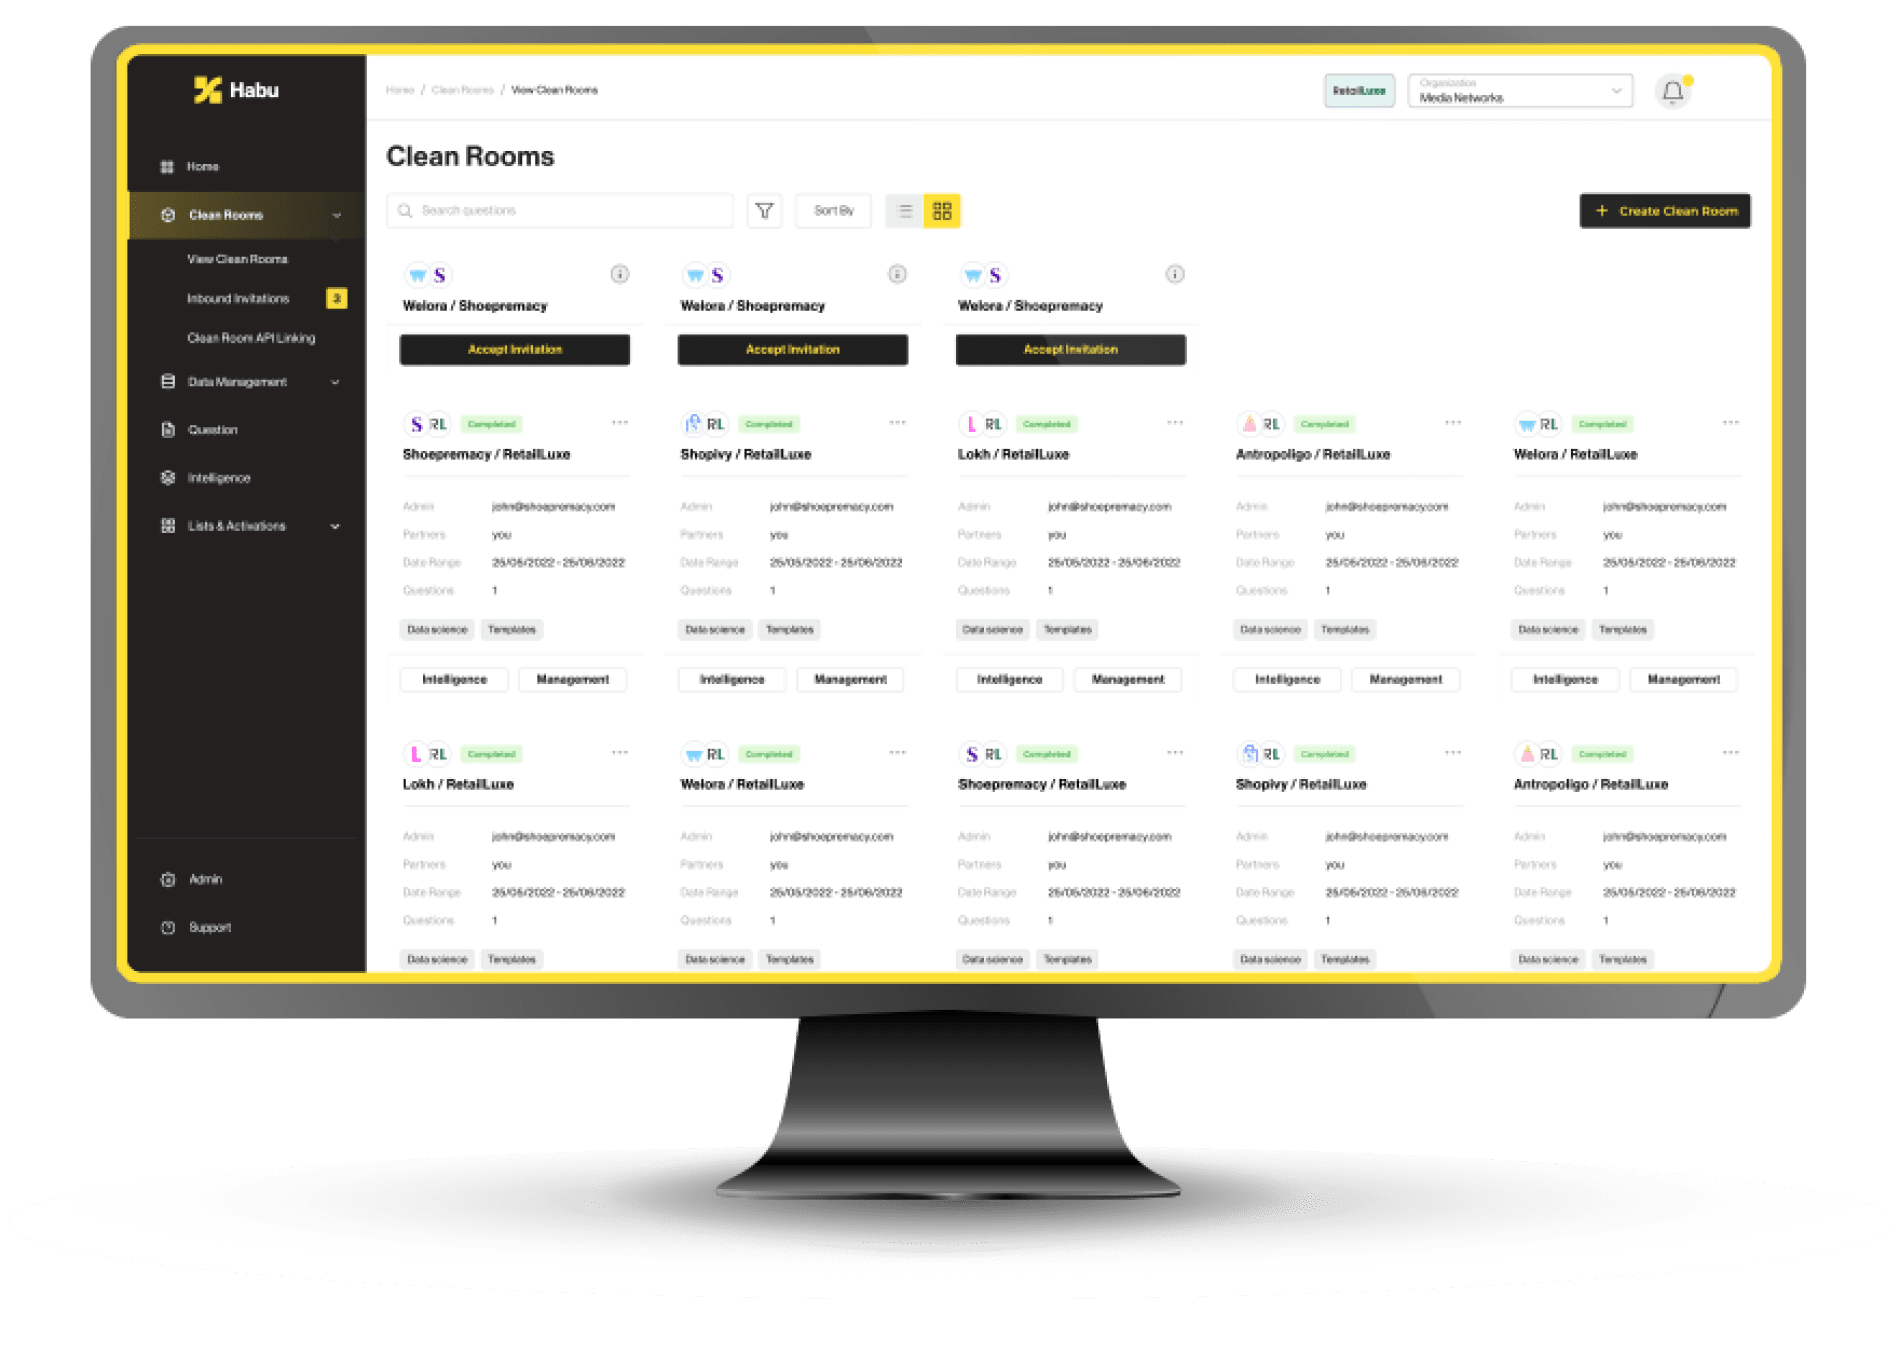 Habu
Home / Clean Rooms / View Clean Rooms
RetailLuxe
Organization
Media Networks
Home
Clean Rooms
View Clean Rooms
Inbound Invitations 3
Clean Room API Linking
Data Management
Question
Intelligence
Lists & Activations
Admin
Support
Clean Rooms
Search questions
Sort By
+ Create Clean Room
S
Welora / Shoepremacy
Accept Invitation
S
Welora / Shoepremacy
Accept Invitation
S
Welora / Shoepremacy
Accept Invitation
S RL Completed
Shoepremacy / RetailLuxe
Admin john@shoepremacy.com
Partners you
Date Range 25/05/2022 - 25/06/2022
Questions 1
Data science Templates
Intelligence Management
RL Completed
Shopivy / RetailLuxe
Admin john@shoepremacy.com
Partners you
Date Range 25/05/2022 - 25/06/2022
Questions 1
Data science Templates
Intelligence Management
L RL Completed
Lokh / RetailLuxe
Admin john@shoepremacy.com
Partners you
Date Range 25/05/2022 - 25/06/2022
Questions 1
Data science Templates
Intelligence Management
RL Completed
Antropoligo / RetailLuxe
Admin john@shoepremacy.com
Partners you
Date Range 25/05/2022 - 25/06/2022
Questions 1
Data science Templates
Intelligence Management
RL Completed
Welora / RetailLuxe
Admin john@shoepremacy.com
Partners you
Date Range 25/05/2022 - 25/06/2022
Questions 1
Data science Templates
Intelligence Management
L RL Completed
Lokh / RetailLuxe
Admin john@shoepremacy.com
Partners you
Date Range 25/05/2022 - 25/06/2022
Questions 1
Data science Templates
RL Completed
Welora / RetailLuxe
Admin john@shoepremacy.com
Partners you
Date Range 25/05/2022 - 25/06/2022
Questions 1
Data science Templates
S RL Completed
Shoepremacy / RetailLuxe
Admin john@shoepremacy.com
Partners you
Date Range 25/05/2022 - 25/06/2022
Questions 1
Data science Templates
RL Completed
Shopivy / RetailLuxe
Admin john@shoepremacy.com
Partners you
Date Range 25/05/2022 - 25/06/2022
Questions 1
Data science Templates
RL Completed
Antropoligo / RetailLuxe
Admin john@shoepremacy.com
Partners you
Date Range 25/05/2022 - 25/06/2022
Questions 1
Data science Templates